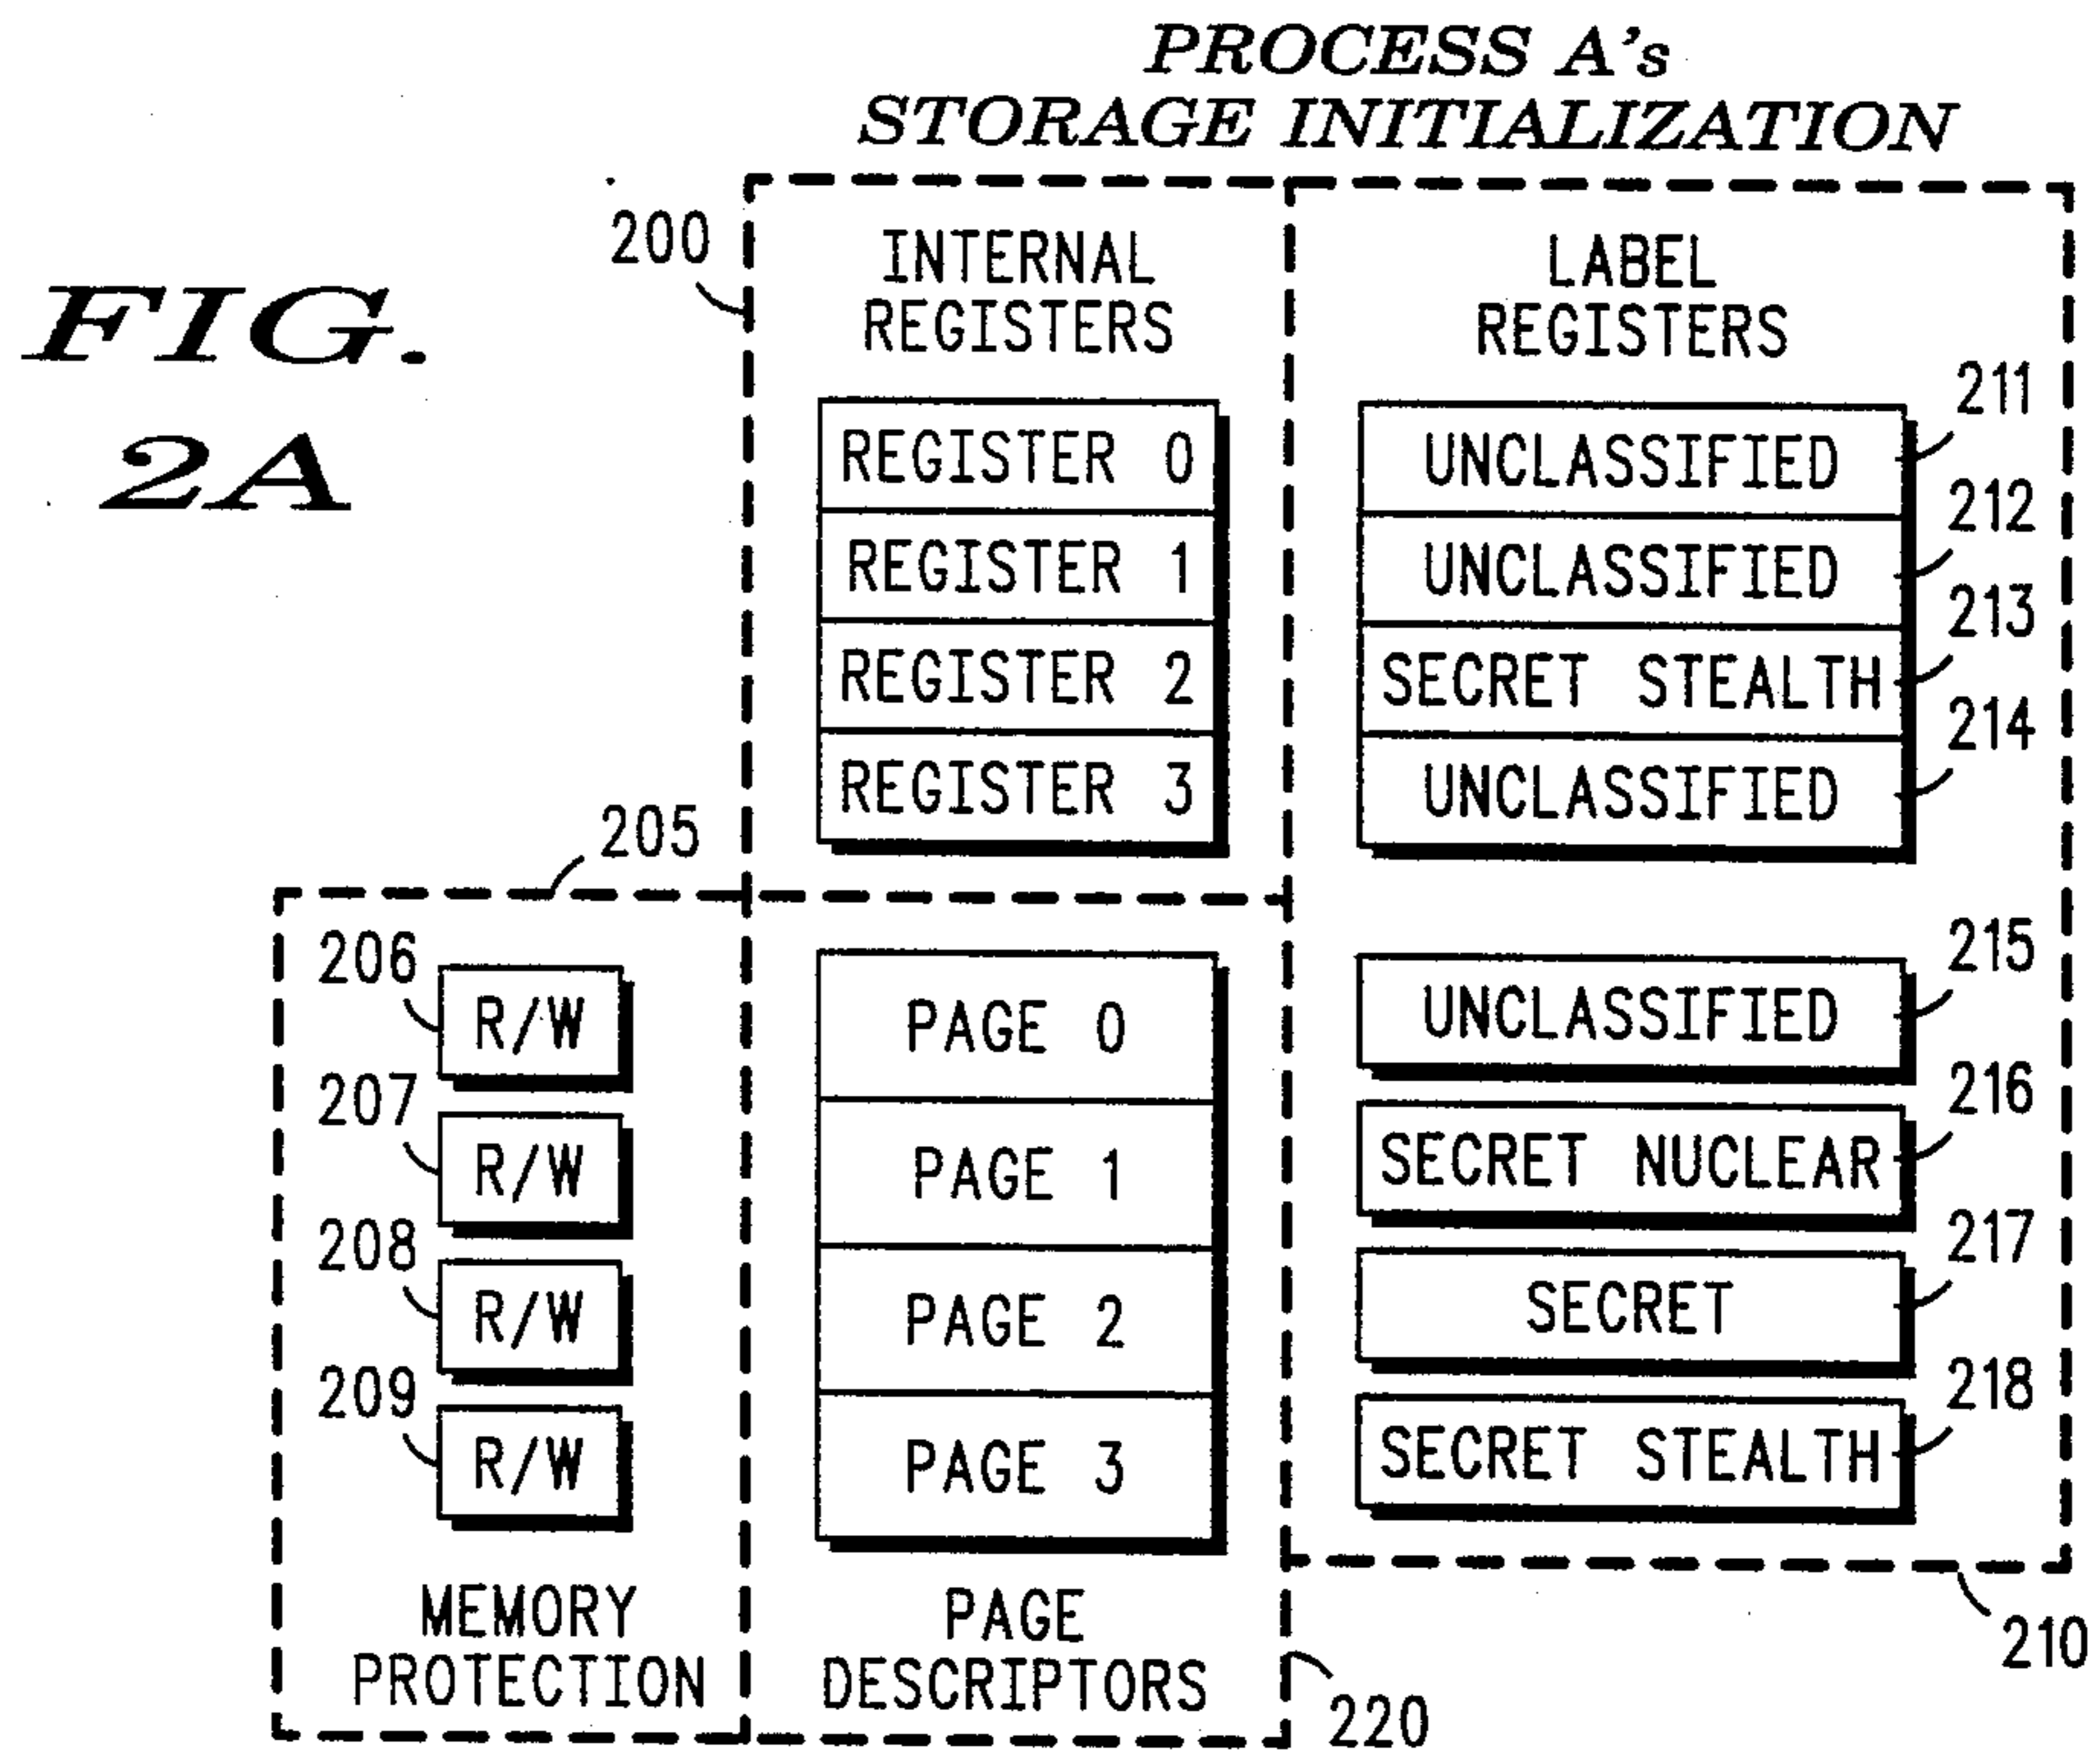 PROCESS A's
STORAGE INITIALIZATION
FIG.
2A
200
INTERNAL
REGISTERS
LABEL
REGISTERS
REGISTER 0
UNCLASSIFIED
211
REGISTER 1
UNCLASSIFIED
212
REGISTER 2
SECRET STEALTH
213
REGISTER 3
UNCLASSIFIED
214
205
206
R/W
PAGE 0
UNCLASSIFIED
215
207
R/W
PAGE 1
SECRET NUCLEAR
216
208
R/W
PAGE 2
SECRET
217
209
R/W
PAGE 3
SECRET STEALTH
218
MEMORY
PROTECTION
PAGE
DESCRIPTORS
210
220